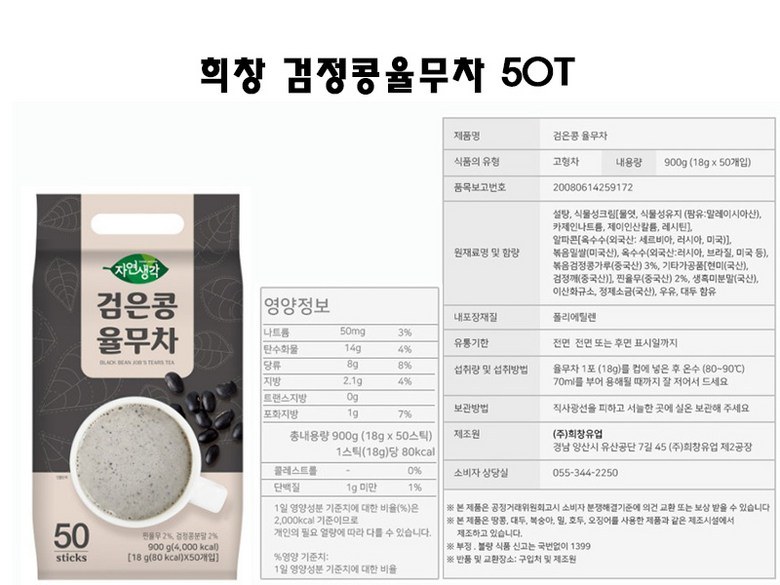 희창 검정콩율무차 50T
자연생각
검은콩
율무차
BLACK BEAN JOB'S TEARS TEA
50
sticks
찐율무 2%, 검정콩분말 2%
900 g(4,000 kcal)
[18 g(80 kcal)X50개입]
영양정보
나트륨 50mg 3%
탄수화물 14g 4%
당류 8g 8%
지방 2.1g 4%
트랜스지방 0g
포화지방 1g 7%
총내용량 900g (18g x 50스틱)
1스틱(18g)당 80kcal
콜레스트롤 - 0%
단백질 1g 미만 1%
1일 영양성분 기준치에 대한 비율(%)은
2,000kcal 기준이므로
개인의 필요 열량에 따라 다를 수 있습니다.
%영양 기준치:
1일 영양성분 기준치에 대한 비율
제품명 검은콩 율무차
식품의 유형 고형차 내용량 900g (18g x 50개입)
품목보고번호 20080614259172
원재료명 및 함량
설탕, 식물성크림[물엿, 식물성유지 (팜유:말레이시아산),
카제인나트륨, 제이인산칼륨, 레시틴],
알파콘[옥수수(외국산: 세르비아, 러시아, 미국)],
볶음밀쌀(미국산), 옥수수(외국산:러시아, 브라질, 미국 등),
볶음검정콩가루(중국산) 3%, 기타가공품[현미(국산),
검정깨(중국산)], 찐율무(중국산) 2%, 생흑미분말(국산),
이산화규소, 정제소금(국산), 우유, 대두 함유
내포장재질 폴리에틸렌
유통기한 전면 전면 또는 후면 표시일까지
섭취량 및 섭취방법 율무차 1포 (18g)를 컵에 넣은 후 온수 (80~90℃)
70ml를 부어 용해될 때까지 잘 저어서 드세요
보관방법 직사광선을 피하고 서늘한 곳에 실온 보관해 주세요
제조원 (주)희창유업
경남 양산시 유산공단 7길 45 (주)희창유업 제2공장
소비자 상담실 055-344-2250
※ 본 제품은 공정거래위원회고시 소비자 분쟁해결기준에 의건 교환 또는 보상 받을 수 있습니다
※ 본 제품은 땅콩, 대두, 복숭아, 밀, 호두, 오징어를 사용한 제품과 같은 제조시설에서
제조하고 있습니다.
※ 부정 . 불량 식품 신고는 국번없이 1399
※ 반품 및 교환장소: 구입처 및 제조원